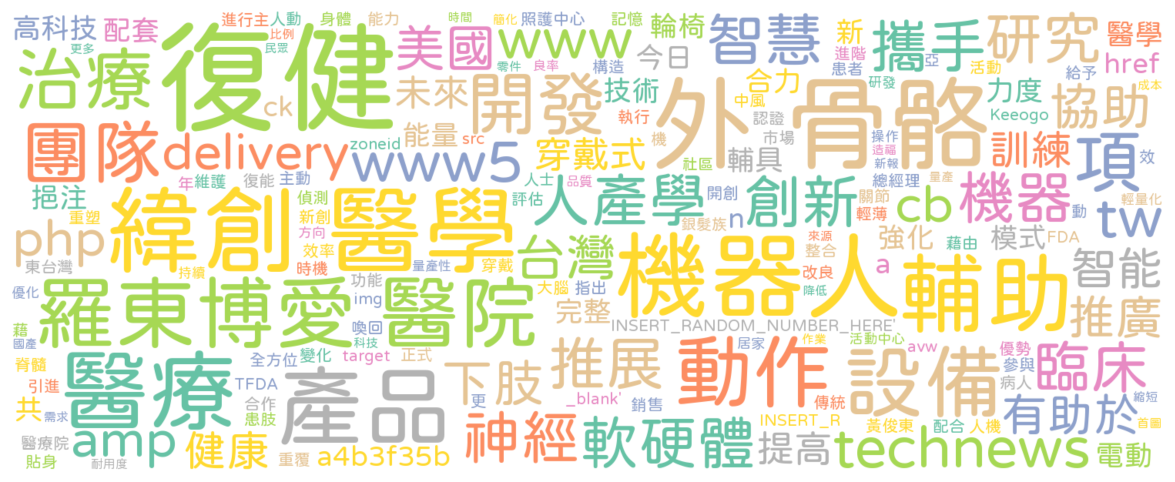 高科技 配套 進行主 人動 身體 能力 時間 簡化 照護中心 記憶 輪椅 智慧 新 攜手 研究 醫學
更多 民眾 比例 復健 美國 www 今日 進階 患者 亞 活動 給予 href
治療 ck 未來 開發 零件 良率 構造 技術 合力 中風 外骨骼 研發 力度 協助 成本
能量 src 執行 認證 機 市場 操作 造福 新報 Keeogo
團隊 delivery zoneid www5 穿戴式 社區 輔具 總經理 量產 訓練 項 效
挹注 年 維護 復能 主動 人士 品質 評估 人產學 開創 創新 關節 cb 機器 動 輕量化
重塑 偵測 新創 銀髮族 n 輕薄 tw
php 緯創 醫學 方向 效率 台灣 機器人 來源 整合 強化 藉由 模式 FDA
東台灣 持續 時機 量產性 穿戴 大腦 指出 改良 a 輔助 智能
優化 羅東博愛 醫院 功能 img 喚回 完整 降低 推廣
藉 國產 科技 INSERT_RANDOM_NUMBER_HERE' 作業 活動中心
脊髓 醫療 全方位 變化 target 正式 下肢 推展 居家 動作 avw 設備 優勢 參與 臨床
引進 TFDA 產品 _blank' 病人 縮短
共 需求 合作 患肢 更 銷售 INSERT_R 傳統 有助於 首圖
醫療院 amp 健康 神經 軟硬體 提高 黃俊東 配合 人機
貼身 耐用度 重覆 a4b3f35b technews 電動